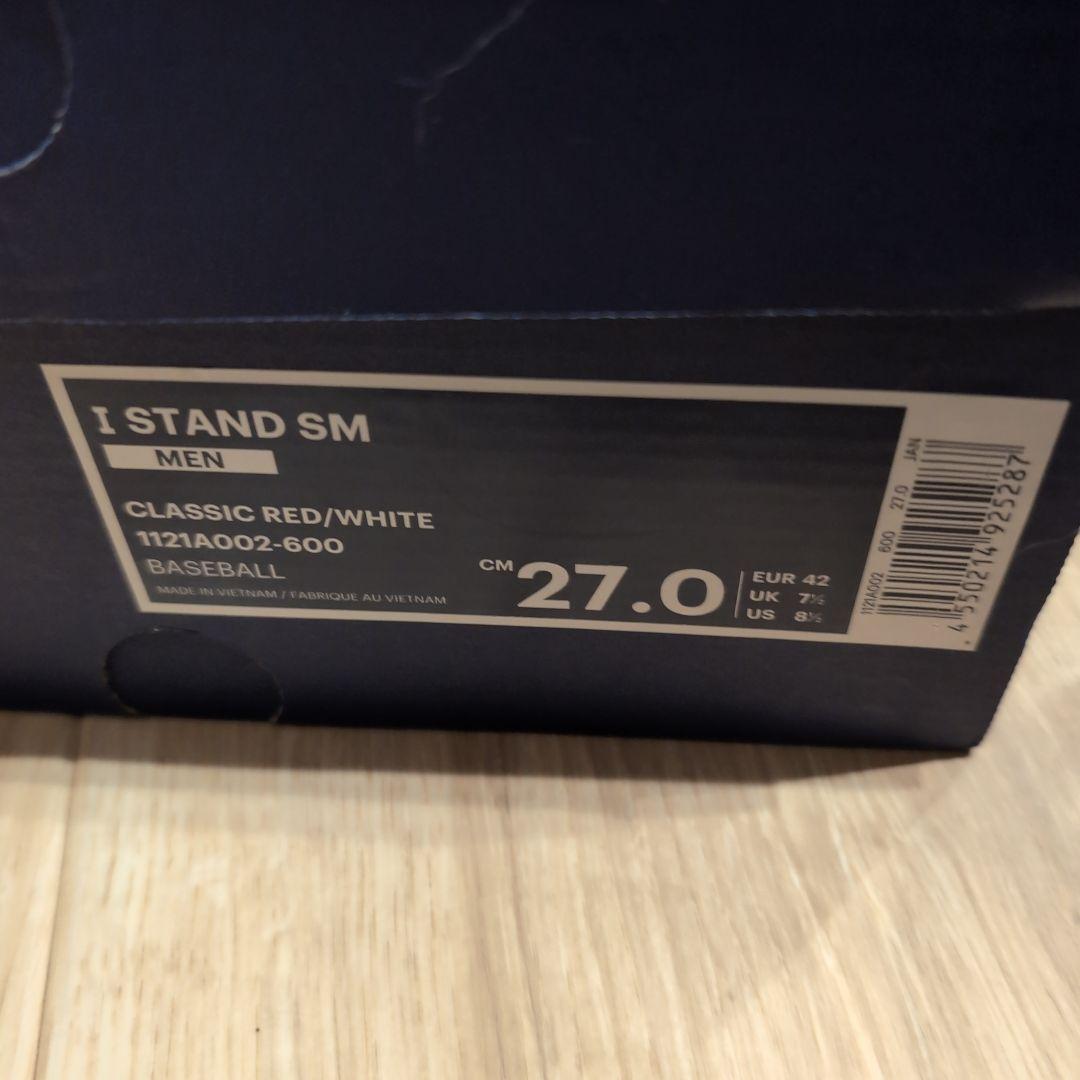 I STAND SM
MEN
CLASSIC RED/WHITE
1121A002-600
BASEBALL
MADE IN VIETNAM / FABRIQUE AU VIETNAM
CM 27.0
EUR 42
UK 7½
US 8½
1121A002 600 27.0 JAN
4 550214 925287